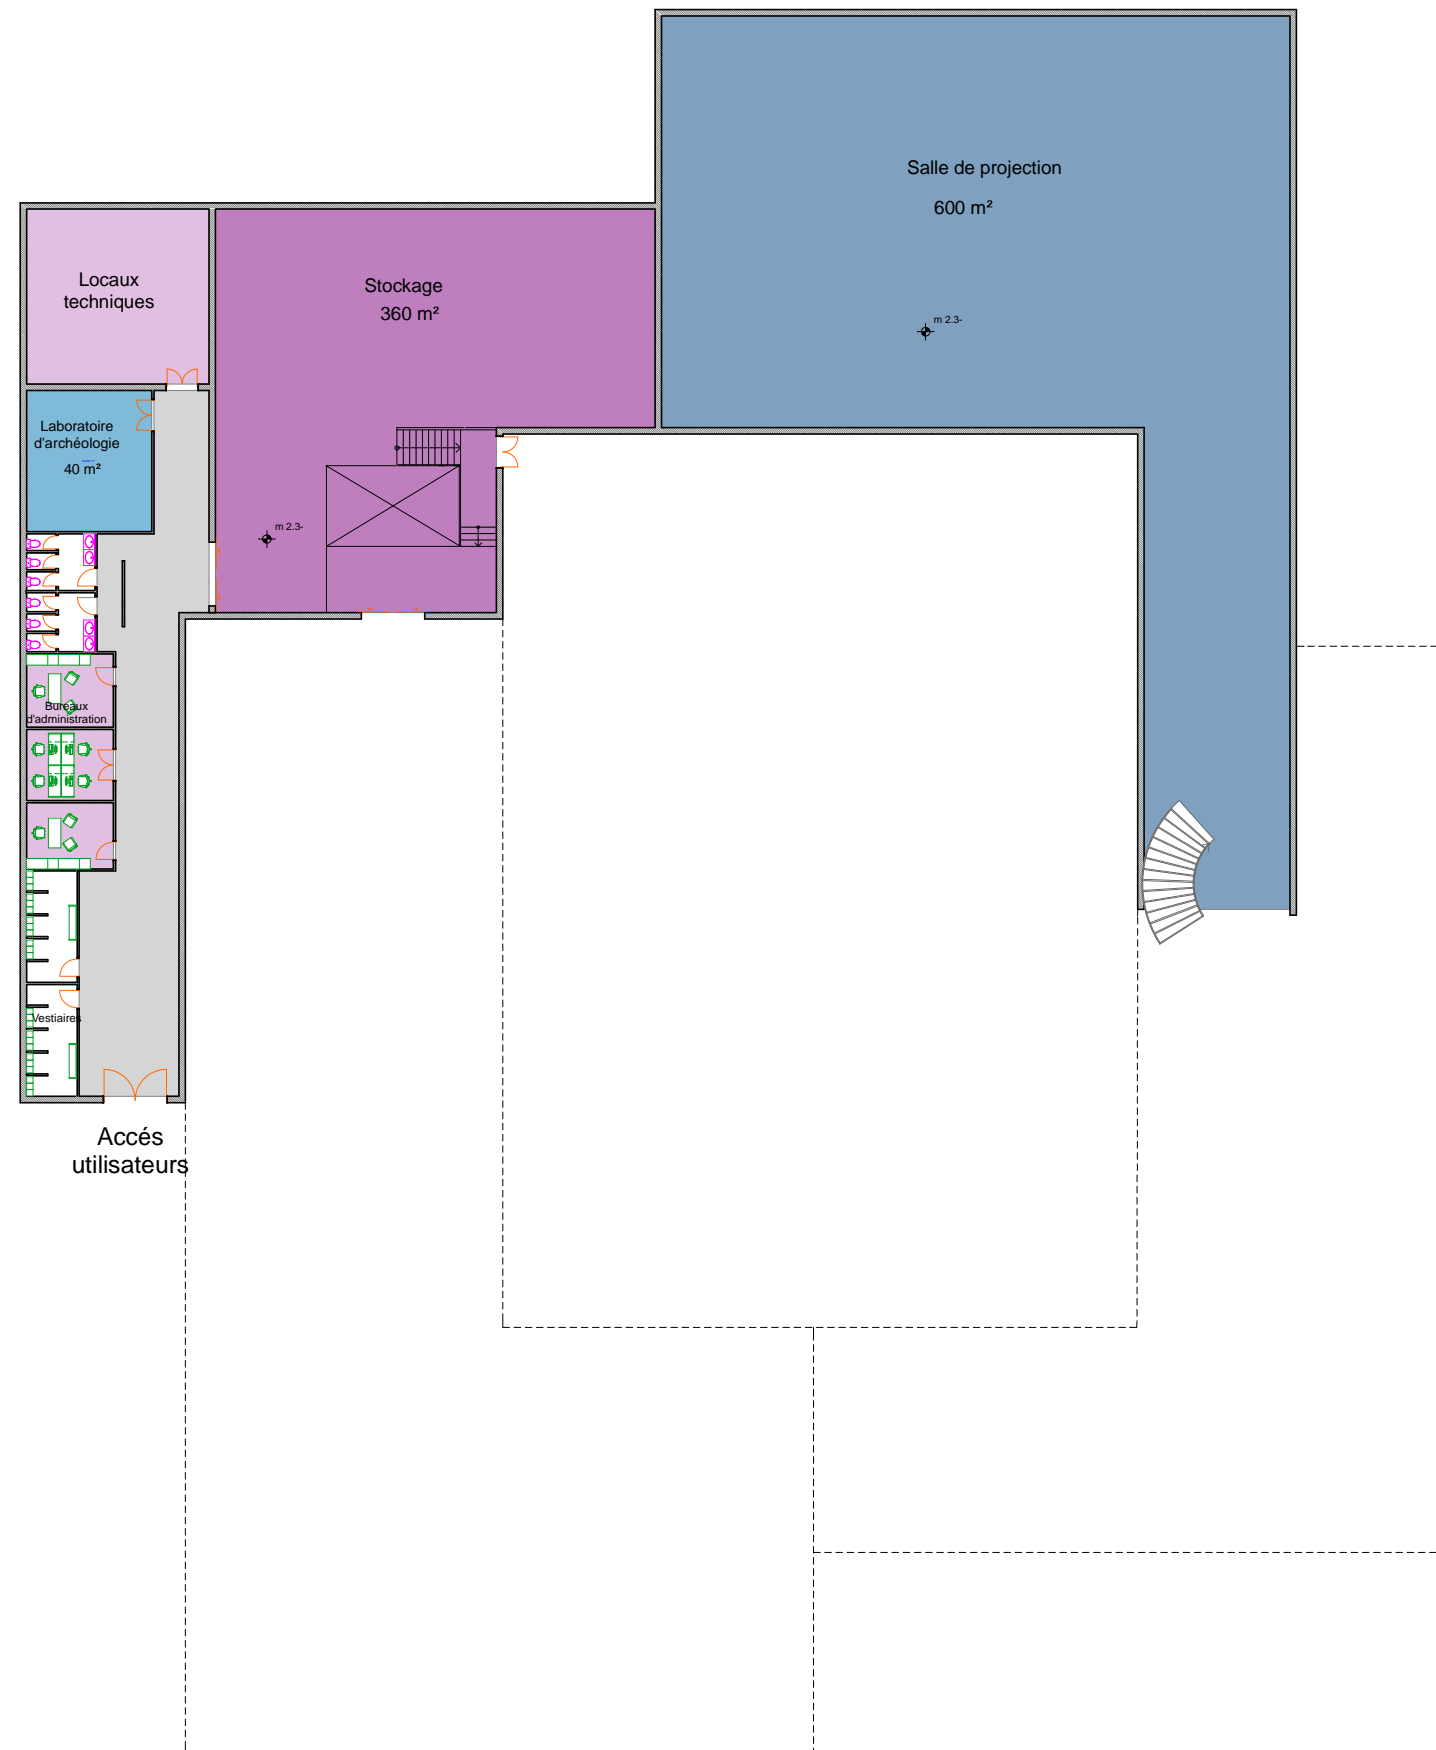 Salle de projection
600 m²
Locaux
techniques
Stockage
360 m²
m 2.3-
Laboratoire
d'archéologie
40 m²
m 2.3-
Bureaux
d'administration
Vestiaires
Accés
utilisateurs